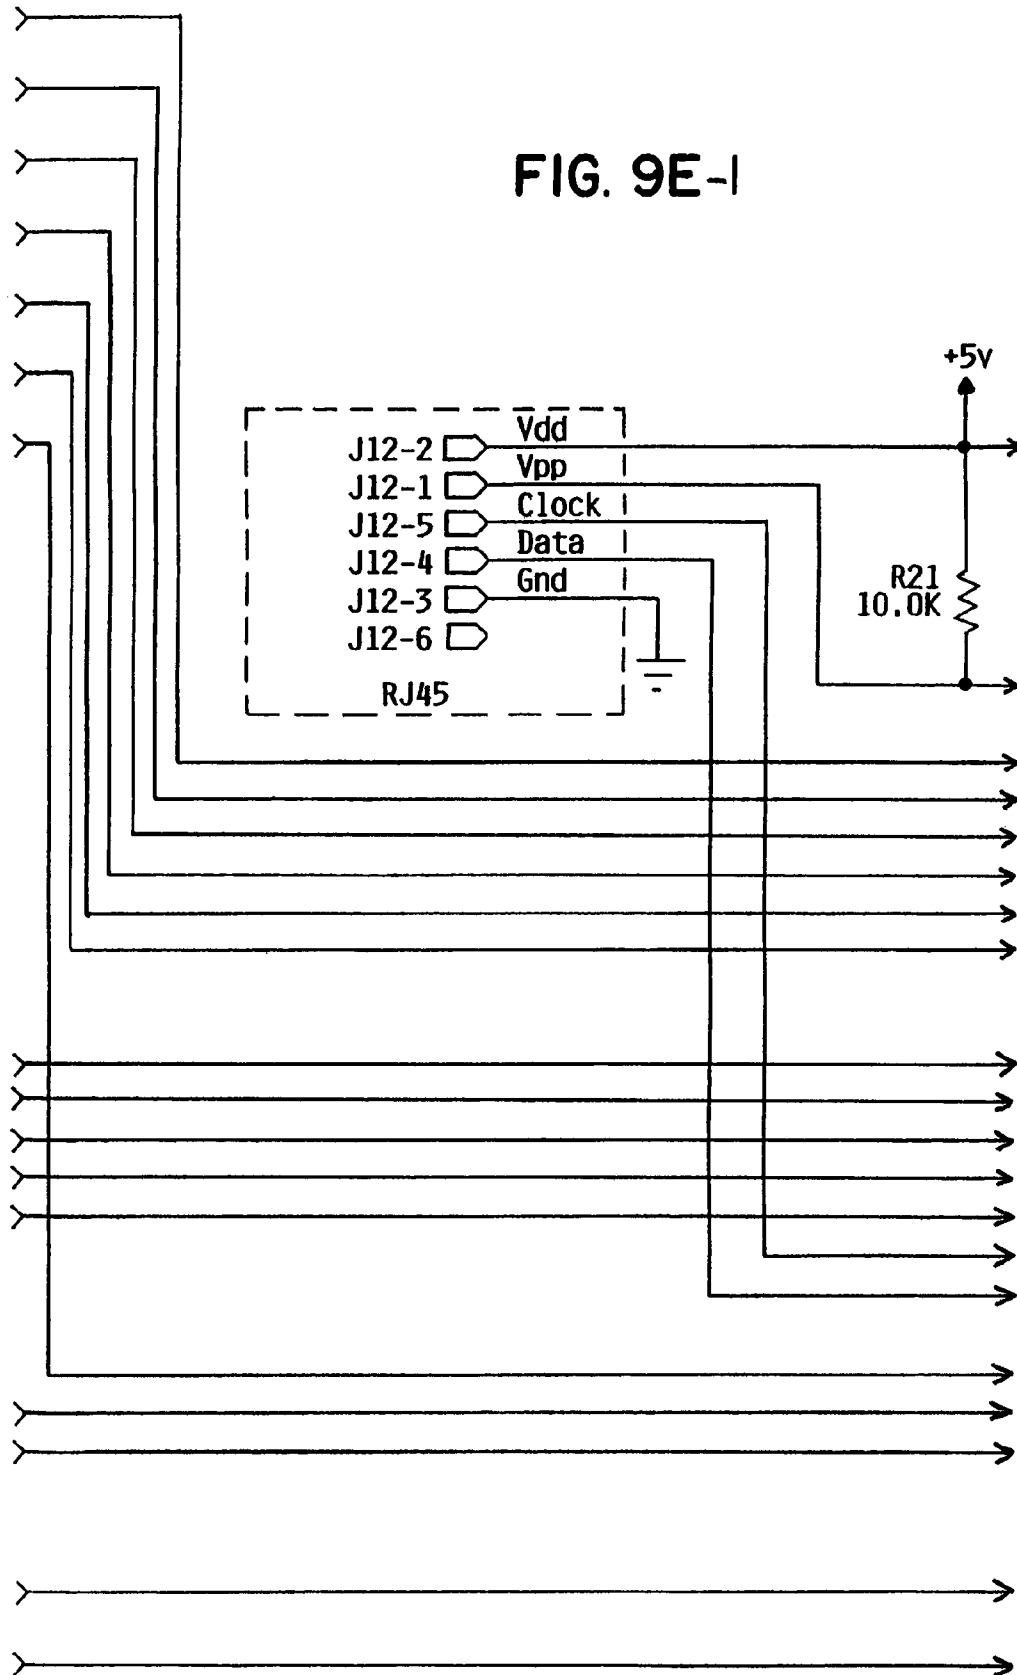 FIG. 9E-1
+5v
J12-2 Vdd
J12-1 Vpp
J12-5 Clock
J12-4 Data
J12-3 Gnd
J12-6
RJ45
R21
10.0K